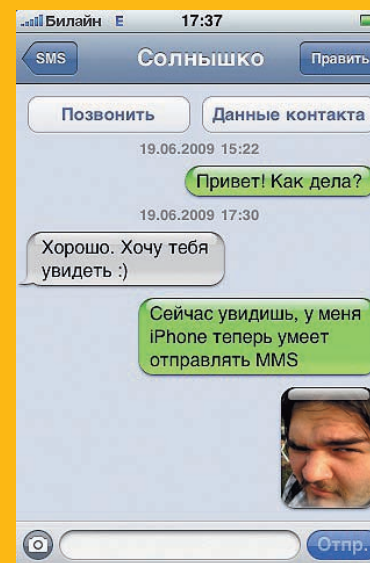 Билайн E 17:37
SMS Солнышко Править
Позвонить Данные контакта
19.06.2009 15:22
Привет! Как дела?
19.06.2009 17:30
Хорошо. Хочу тебя
увидеть :)
Сейчас увидишь, у меня
iPhone теперь умеет
отправлять MMS
Отпр.